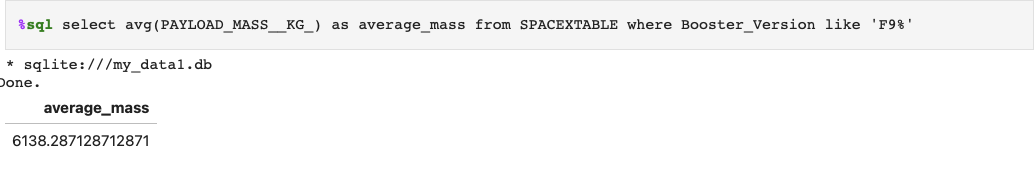 %sql select avg(PAYLOAD_MASS__KG_) as average_mass from SPACEXTABLE where Booster_Version like 'F9%'
* sqlite:///my_data1.db
Done.
average_mass
6138.287128712871